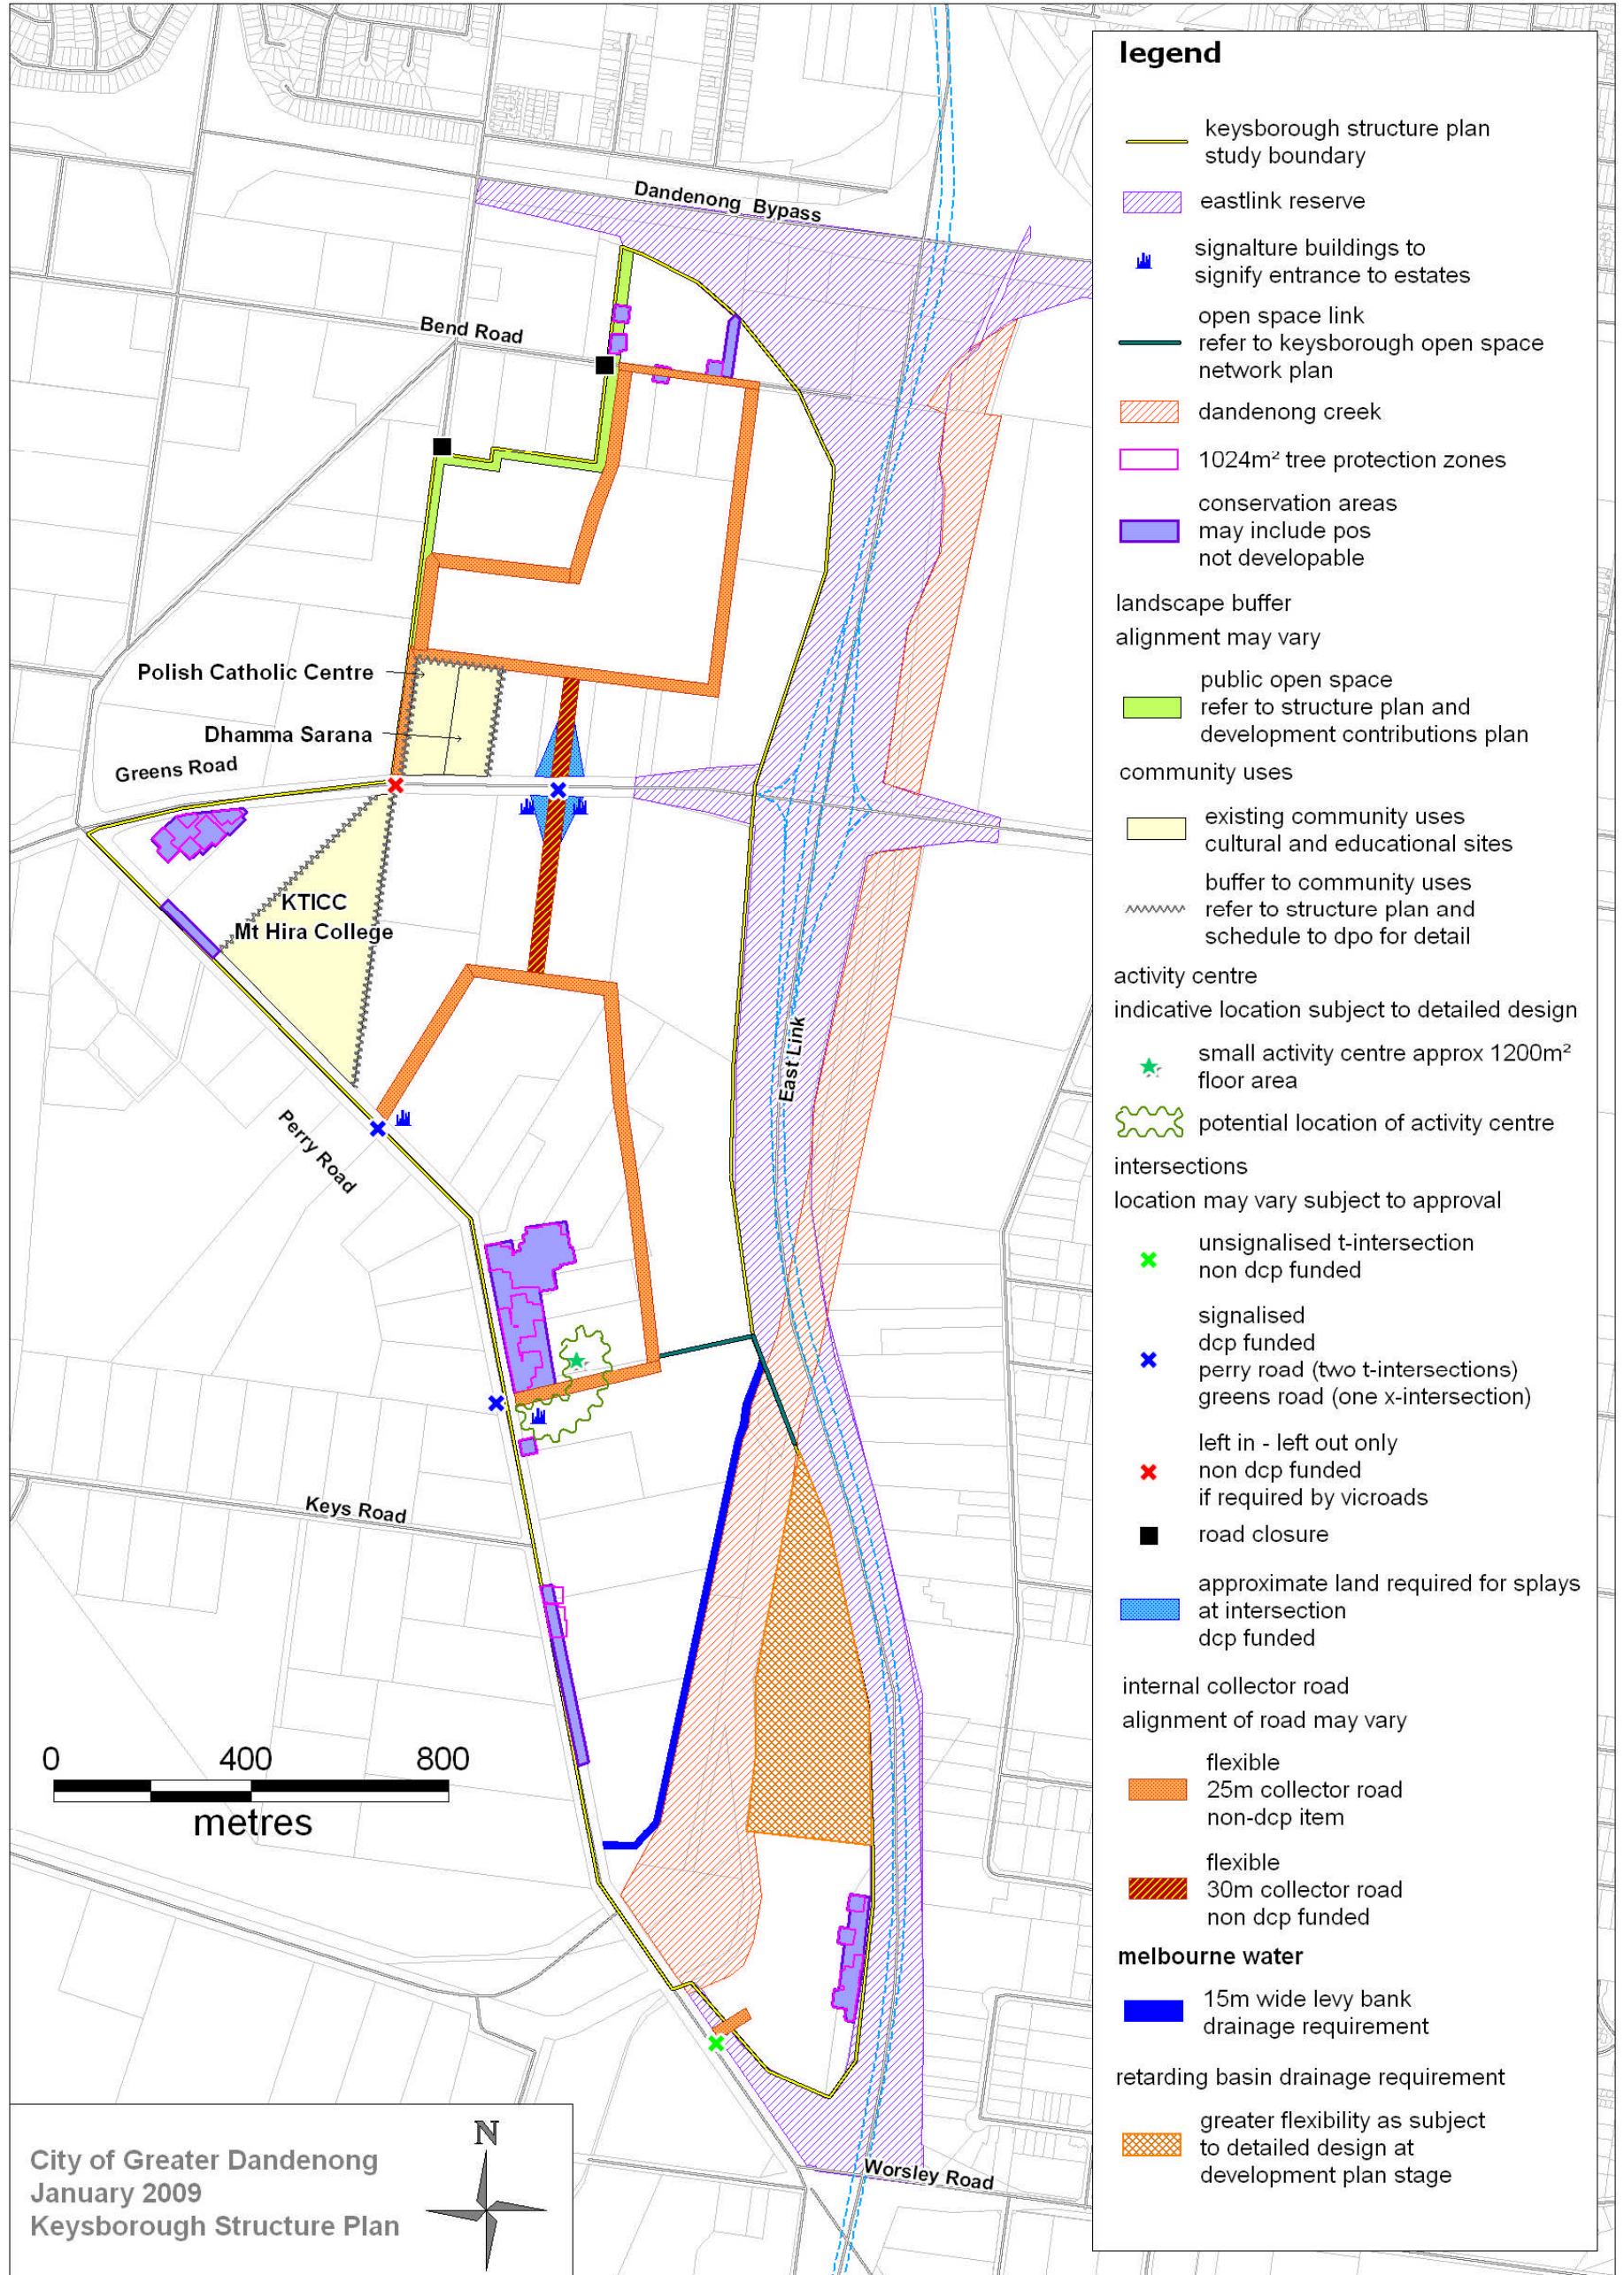 Dandenong Bypass
Bend Road
Polish Catholic Centre
Dhamma Sarana
Greens Road
KTICC
Mt Hira College
East Link
Perry Road
Keys Road
0 400 800
metres
Worsley Road
N
City of Greater Dandenong
January 2009
Keysborough Structure Plan
legend
keysborough structure plan
study boundary
eastlink reserve
signalture buildings to
signify entrance to estates
open space link
refer to keysborough open space
network plan
dandenong creek
1024m² tree protection zones
conservation areas
may include pos
not developable
landscape buffer
alignment may vary
public open space
refer to structure plan and
development contributions plan
community uses
existing community uses
cultural and educational sites
buffer to community uses
refer to structure plan and
schedule to dpo for detail
activity centre
indicative location subject to detailed design
small activity centre approx 1200m²
floor area
potential location of activity centre
intersections
location may vary subject to approval
unsignalised t-intersection
non dcp funded
signalised
dcp funded
perry road (two t-intersections)
greens road (one x-intersection)
left in - left out only
non dcp funded
if required by vicroads
road closure
approximate land required for splays
at intersection
dcp funded
internal collector road
alignment of road may vary
flexible
25m collector road
non-dcp item
flexible
30m collector road
non dcp funded
melbourne water
15m wide levy bank
drainage requirement
retarding basin drainage requirement
greater flexibility as subject
to detailed design at
development plan stage